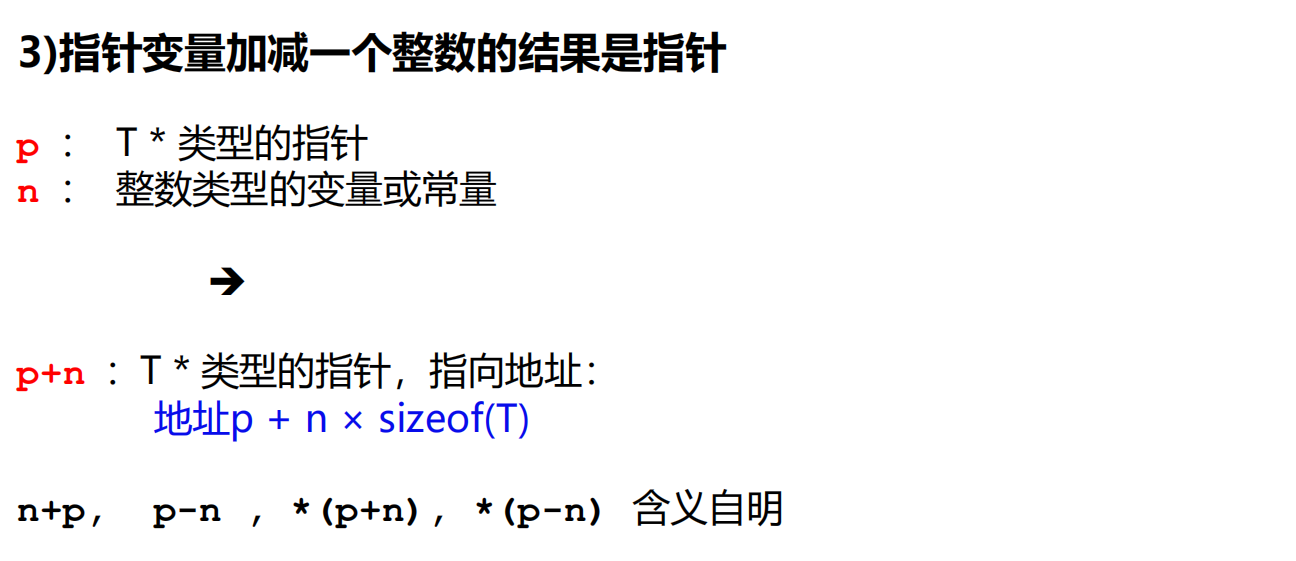 3)指针变量加减一个整数的结果是指针
p : T * 类型的指针
n : 整数类型的变量或常量
➔
p+n : T * 类型的指针，指向地址：
地址p + n × sizeof(T)
n+p, p-n , *(p+n), *(p-n) 含义自明